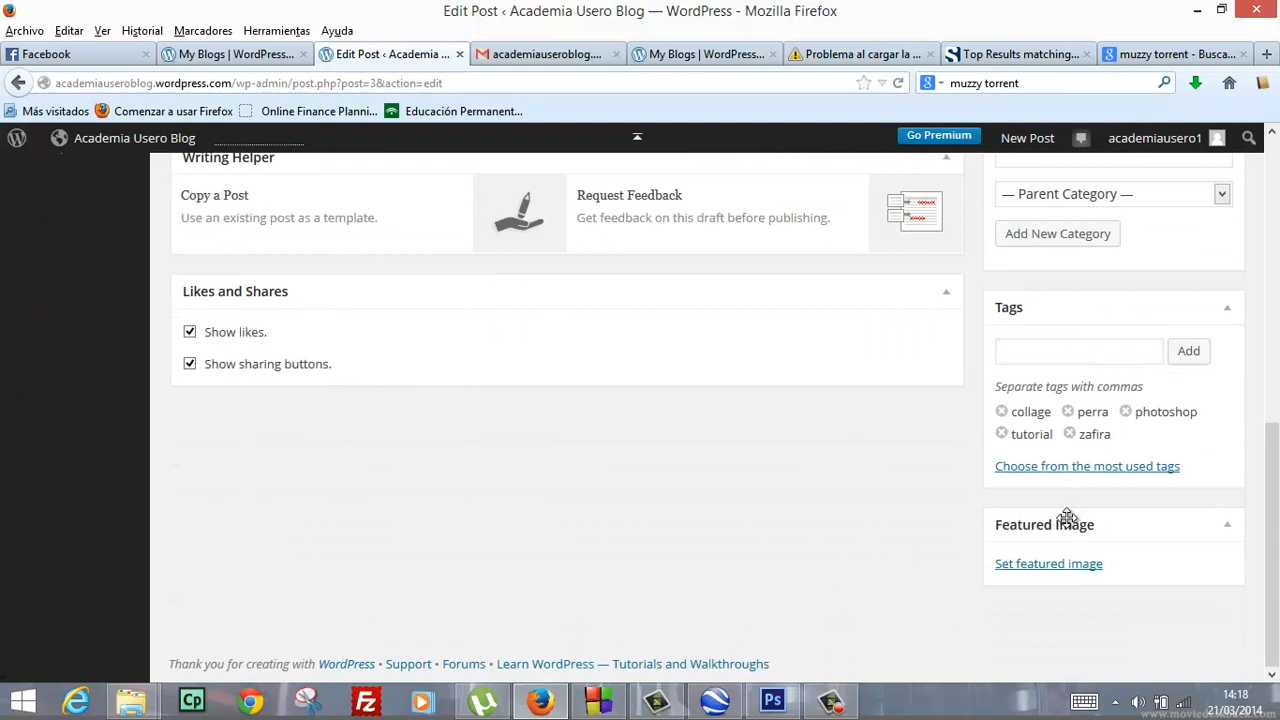 Edit Post ‹ Academia Usero Blog — WordPress - Mozilla Firefox
Archivo Editar Ver Historial Marcadores Herramientas Ayuda
Facebook × My Blogs | WordPress... × Edit Post ‹ Academia ... × academiauseroblog.... × My Blogs | WordPress... × Problema al cargar la ... × Top Results matching... × muzzy torrent - Busca... × +
academiauseroblog.wordpress.com/wp-admin/post.php?post=3&action=edit muzzy torrent
Más visitados Comenzar a usar Firefox Online Finance Planni... Educación Permanent...
Academia Usero Blog Go Premium New Post academiausero1
Writing Helper
Copy a Post
Use an existing post as a template.
Request Feedback
Get feedback on this draft before publishing.
Likes and Shares
Show likes.
Show sharing buttons.
— Parent Category —
Add New Category
Tags
Add
Separate tags with commas
collage perra photoshop
tutorial zafira
Choose from the most used tags
Featured Image
Set featured image
Thank you for creating with WordPress • Support • Forums • Learn WordPress — Tutorials and Walkthroughs
Cp Fz Ps
14:18
21/03/2014